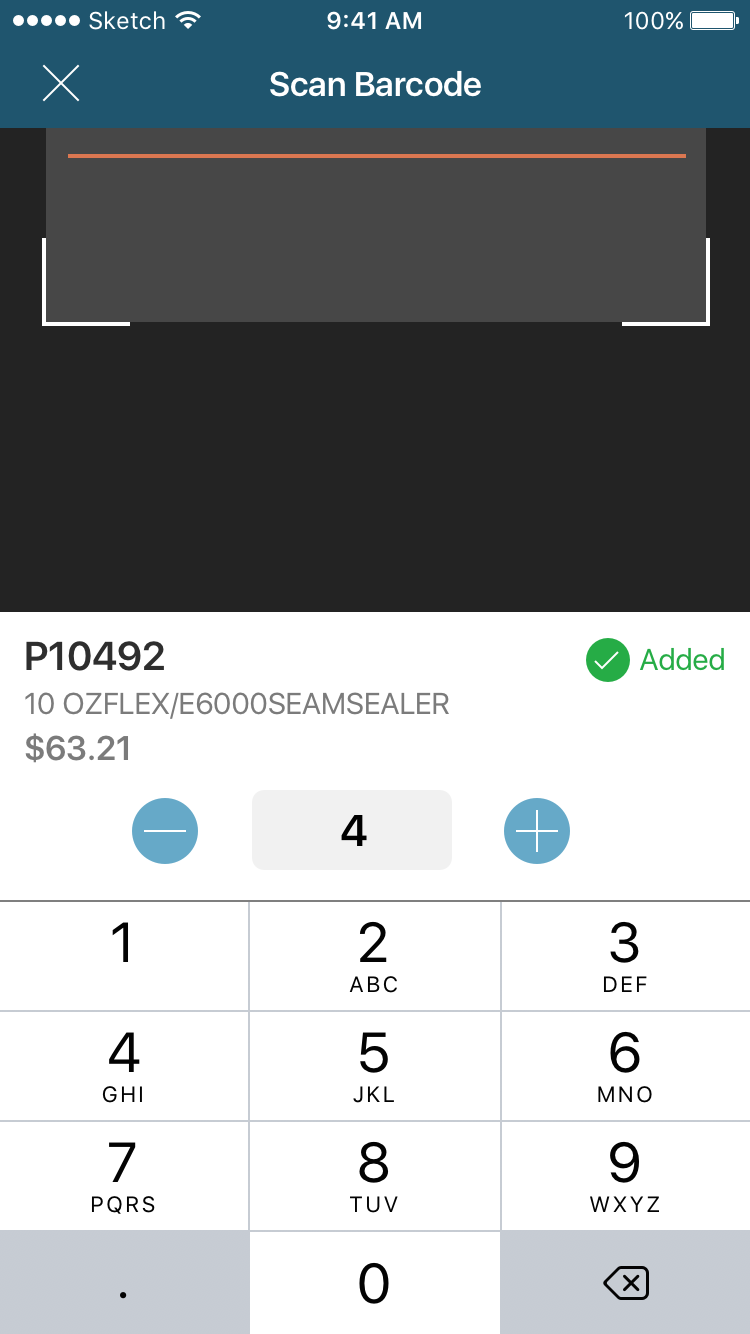 Sketch 9:41 AM 100%
Scan Barcode
P10492 Added
10 OZFLEX/E6000SEAMSEALER
$63.21
4
1 2 3
ABC DEF
4 5 6
GHI JKL MNO
7 8 9
PQRS TUV WXYZ
. 0